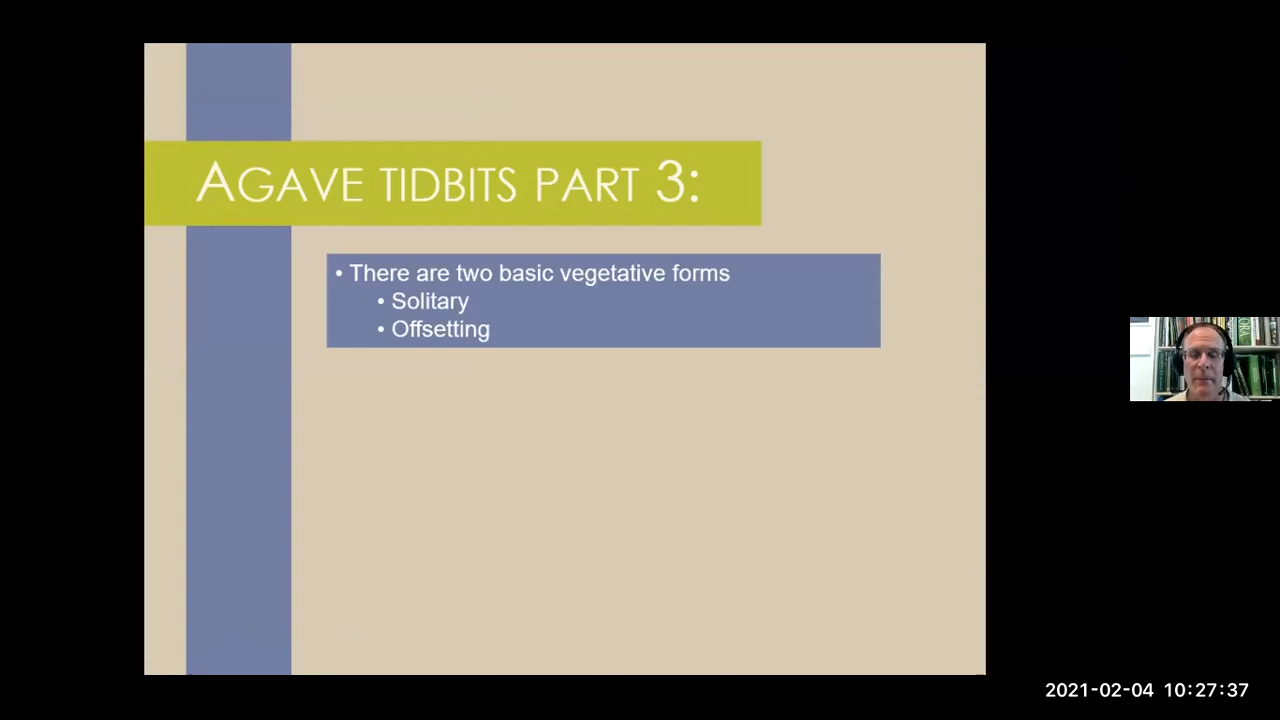 AGAVE TIDBITS PART 3:
• There are two basic vegetative forms
• Solitary
• Offsetting
2021-02-04 10:27:37